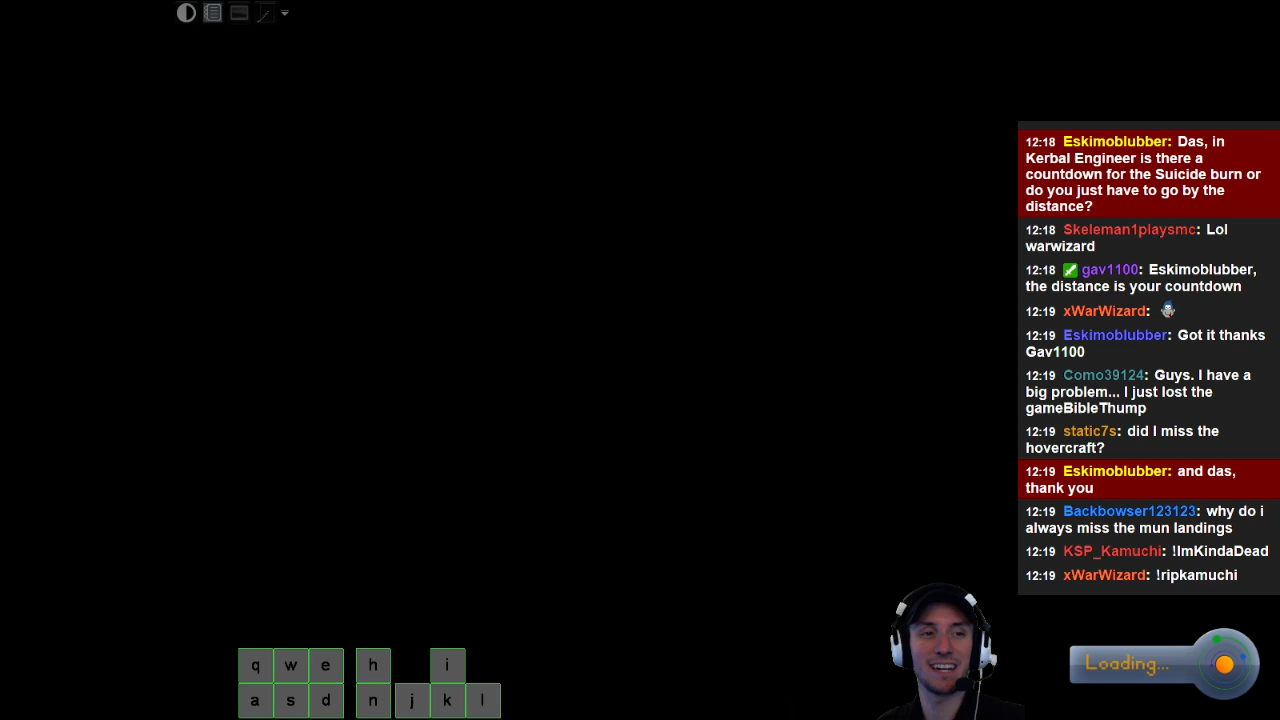 12:18 Eskimoblubber: Das, in
Kerbal Engineer is there a
countdown for the Suicide burn or
do you just have to go by the
distance?
12:18 Skeleman1playsmc: Lol
warwizard
12:18 gav1100: Eskimoblubber,
the distance is your countdown
12:19 xWarWizard:
12:19 Eskimoblubber: Got it thanks
Gav1100
12:19 Como39124: Guys. I have a
big problem... I just lost the
gameBibleThump
12:19 static7s: did I miss the
hovercraft?
12:19 Eskimoblubber: and das,
thank you
12:19 Backbowser123123: why do i
always miss the mun landings
12:19 KSP_Kamuchi: !ImKindaDead
12:19 xWarWizard: !ripkamuchi
q w e h i
a s d n j k l
Loading...